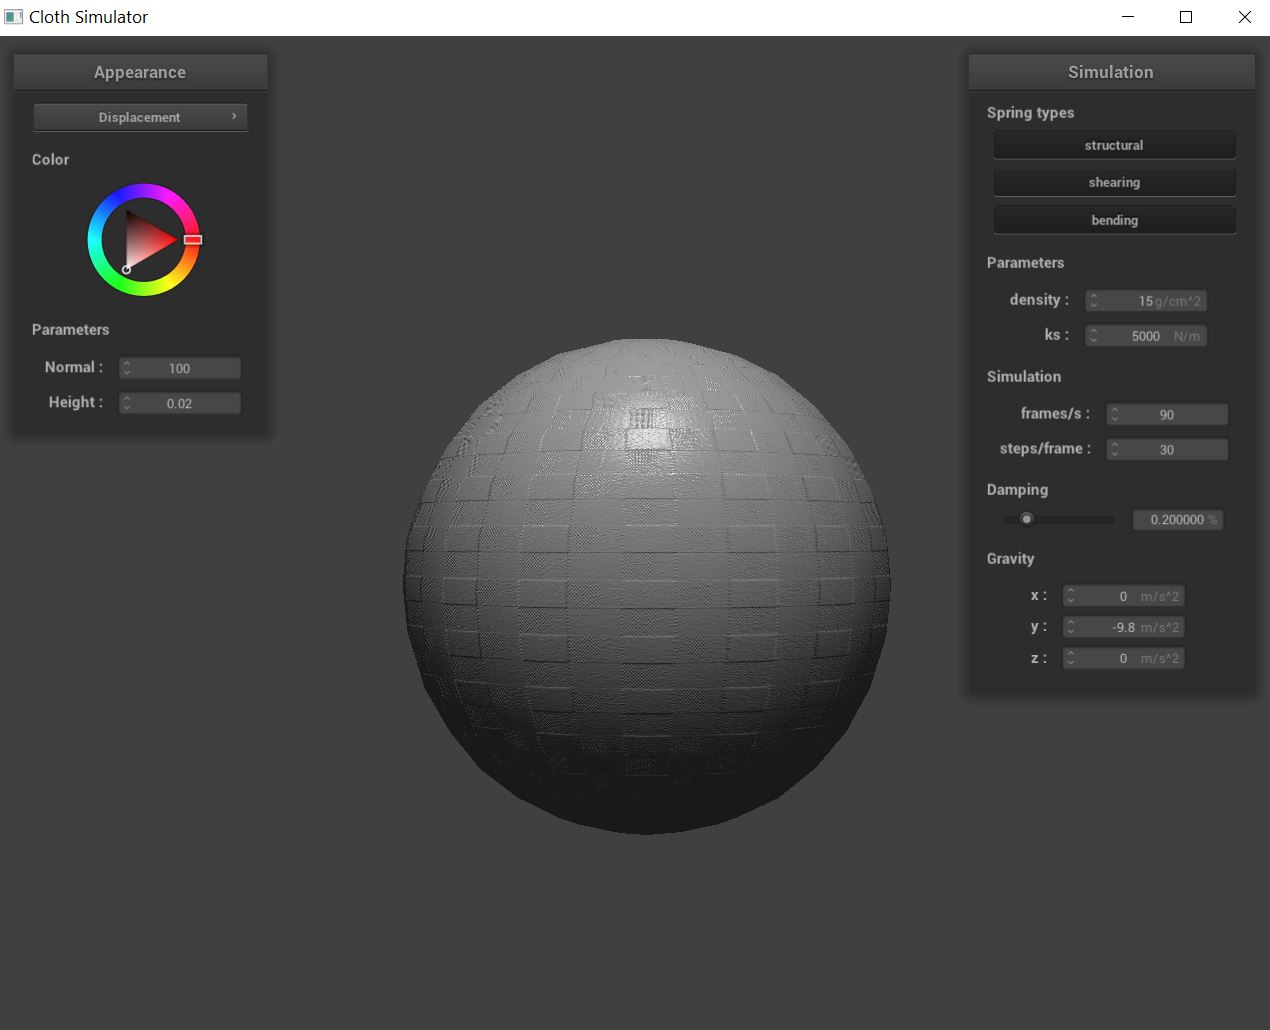 Cloth Simulator
Appearance
Displacement
Color
Parameters
Normal : 100
Height : 0.02
Simulation
Spring types
structural
shearing
bending
Parameters
density : 15 g/cm^2
ks : 5000 N/m
Simulation
frames/s : 90
steps/frame : 30
Damping
0.200000 %
Gravity
x : 0 m/s^2
y : -9.8 m/s^2
z : 0 m/s^2